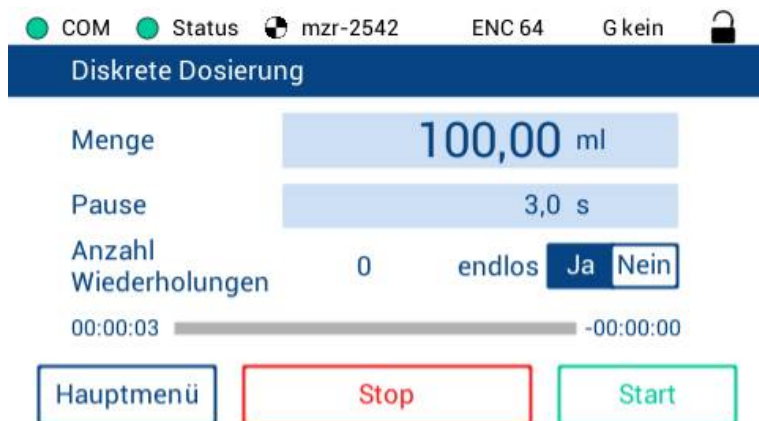 COM Status mzr-2542 ENC 64 G kein
Diskrete Dosierung
Menge 100,00 ml
Pause 3,0 s
Anzahl
Wiederholungen 0 endlos Ja Nein
00:00:03 -00:00:00
Hauptmenü Stop Start